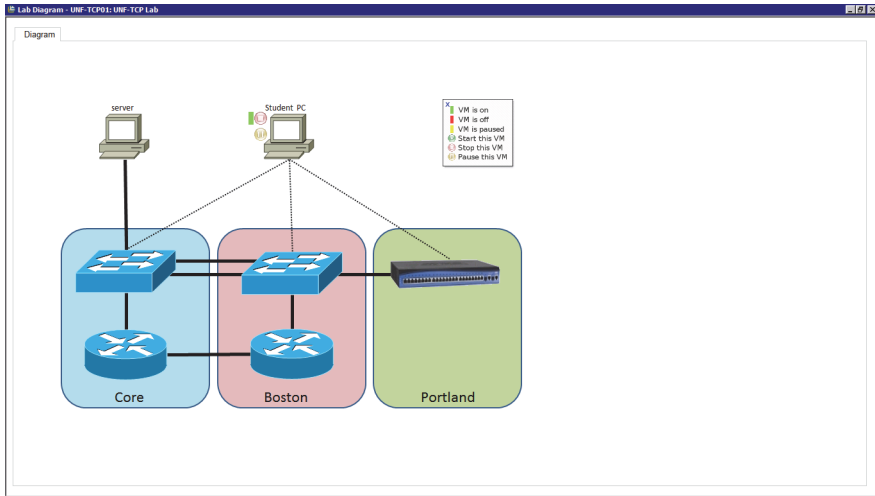 Lab Diagram - UNF-TCP01: UNF-TCP Lab
Diagram
server
Student PC
X
VM is on
VM is off
VM is paused
Start this VM
Stop this VM
Pause this VM
Core
Boston
Portland